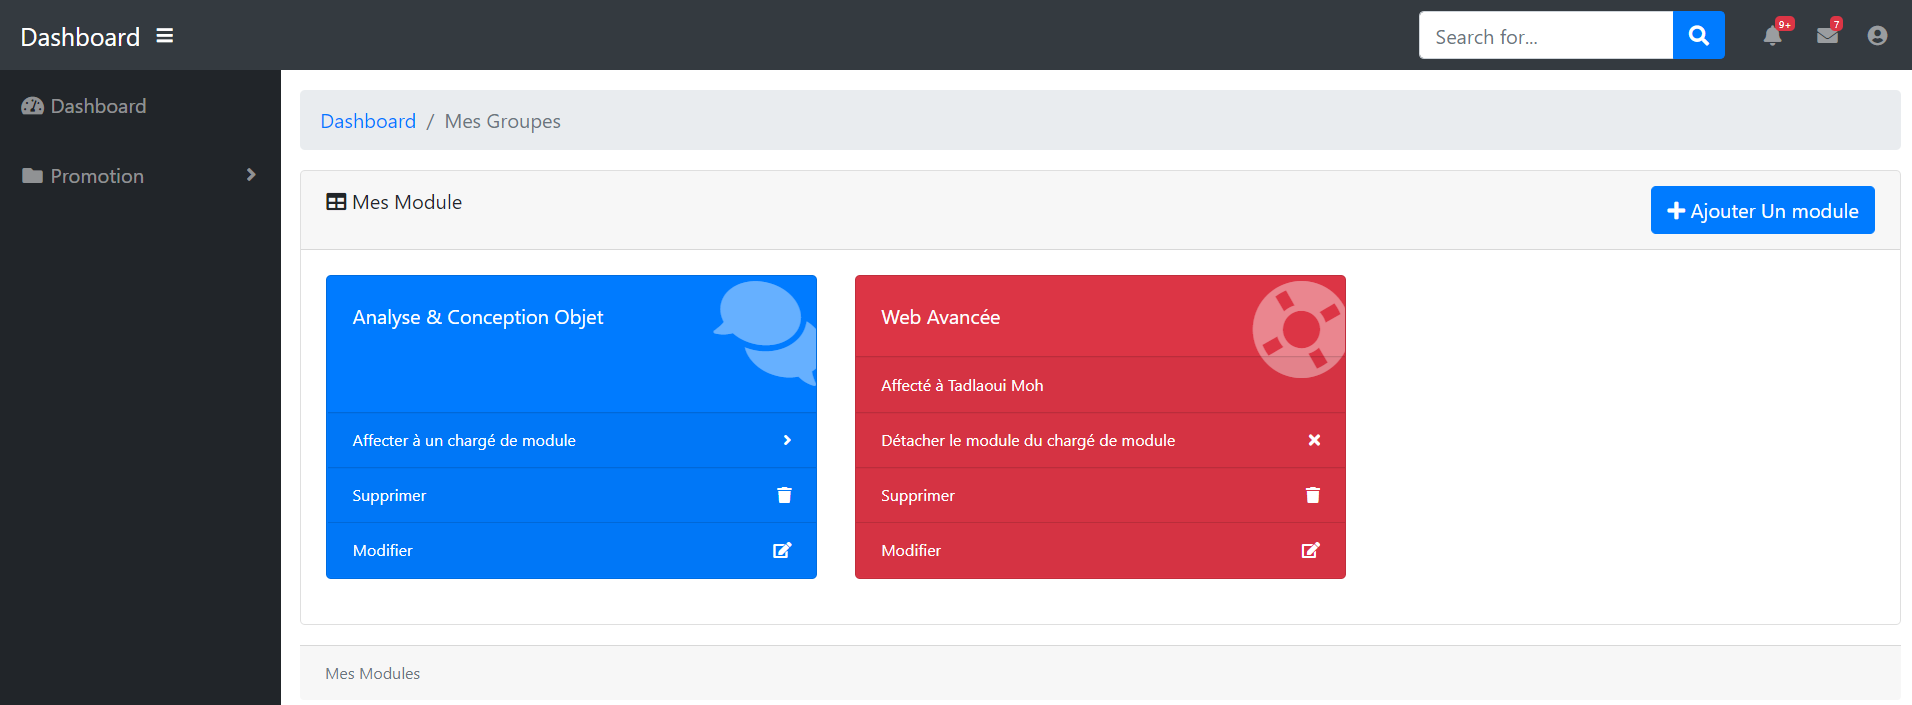 Dashboard
Search for...
9+
7
Dashboard
Promotion
Dashboard / Mes Groupes
Mes Module
Ajouter Un module
Analyse & Conception Objet
Affecter à un chargé de module
Supprimer
Modifier
Web Avancée
Affecté à Tadlaoui Moh
Détacher le module du chargé de module
Supprimer
Modifier
Mes Modules